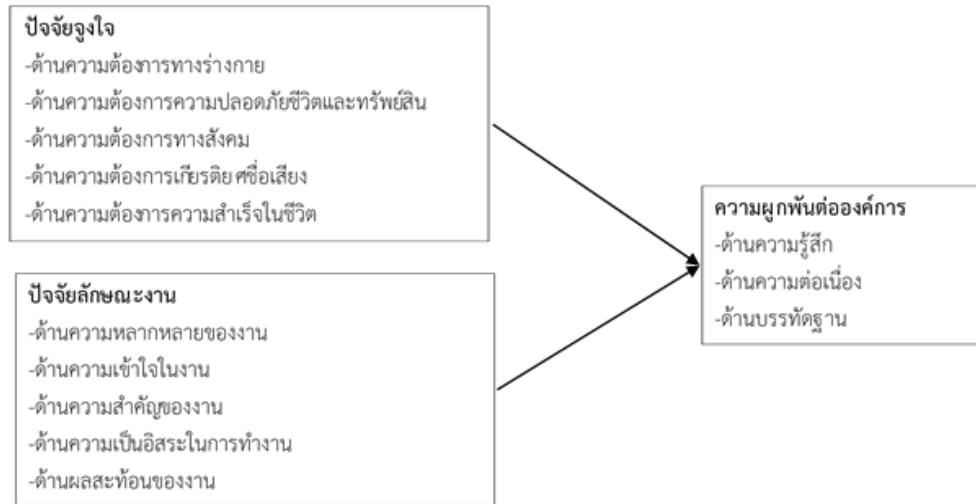 ปัจจัยจูงใจ
-ด้านความต้องการทางร่างกาย
-ด้านความต้องการความปลอดภัยชีวิตและทรัพย์สิน
-ด้านความต้องการทางสังคม
-ด้านความต้องการเกียรติยศชื่อเสียง
-ด้านความต้องการความสำเร็จในชีวิต
ปัจจัยลักษณะงาน
-ด้านความหลากหลายของงาน
-ด้านความเข้าใจในงาน
-ด้านความสำคัญของงาน
-ด้านความเป็นอิสระในการทำงาน
-ด้านผลสะท้อนของงาน
ความผูกพันต่อองค์การ
-ด้านความรู้สึก
-ด้านความต่อเนื่อง
-ด้านบรรทัดฐาน